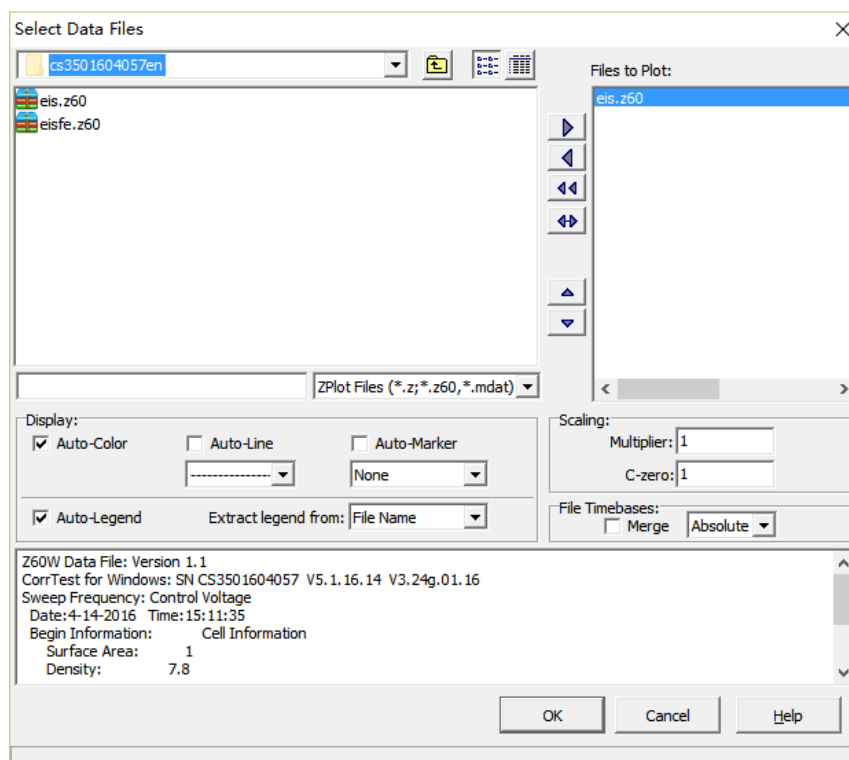 Select Data Files
cs3501604057en
Files to Plot:
eis.z60
eisfe.z60
eis.z60
ZPlot Files (*.z;*.z60,*.mdat)
Display:
Auto-Color
Auto-Line
Auto-Marker
---------------
None
Auto-Legend
Extract legend from:
File Name
Scaling:
Multiplier:
1
C-zero:
1
File Timebases:
Merge
Absolute
Z60W Data File: Version 1.1
CorrTest for Windows: SN CS3501604057 V5.1.16.14 V3.24g.01.16
Sweep Frequency: Control Voltage
Date:4-14-2016 Time:15:11:35
Begin Information: Cell Information
Surface Area: 1
Density: 7.8
OK
Cancel
Help